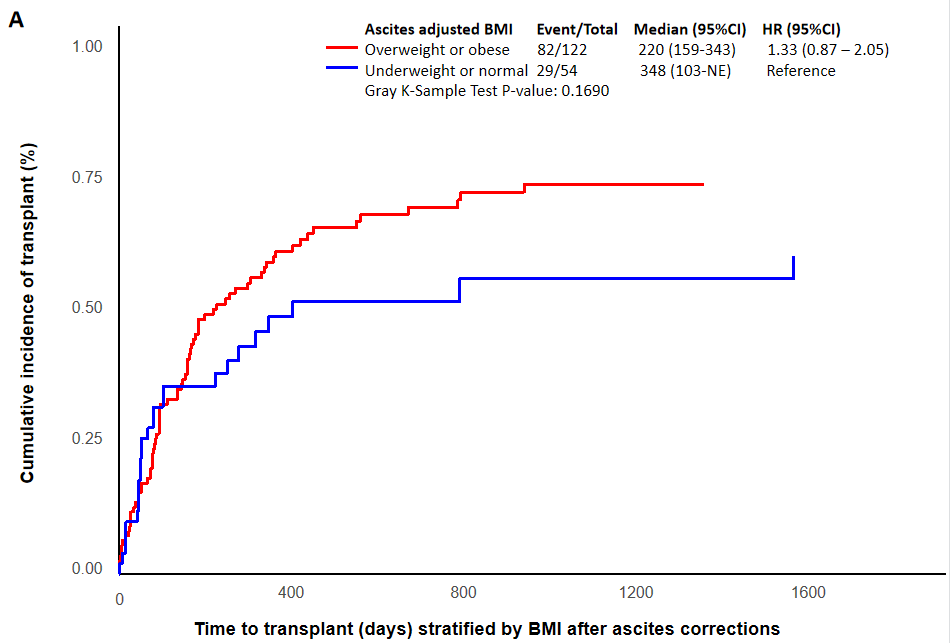 A
Ascites adjusted BMI Event/Total Median (95%CI) HR (95%CI)
Overweight or obese 82/122 220 (159-343) 1.33 (0.87 – 2.05)
Underweight or normal 29/54 348 (103-NE) Reference
Gray K-Sample Test P-value: 0.1690
Cumulative incidence of transplant (%)
1.00
0.75
0.50
0.25
0.00
0 400 800 1200 1600
Time to transplant (days) stratified by BMI after ascites corrections